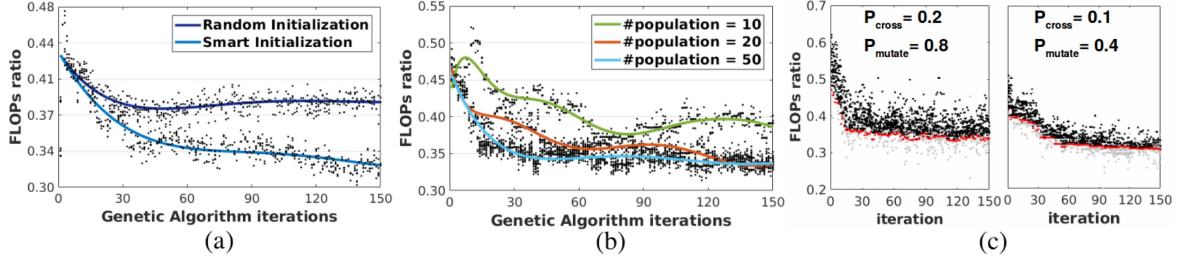 0.48
0.44
0.41
0.37
0.34
0.30
FLOPs ratio
Random Initialization
Smart Initialization
0 30 60 90 120 150
Genetic Algorithm iterations
(a)
0.55
0.50
0.45
0.40
0.35
0.30
FLOPs ratio
#population = 10
#population = 20
#population = 50
0 30 60 90 120 150
Genetic Algorithm iterations
(b)
0.7
0.6
0.5
0.4
0.3
0.2
FLOPs ratio
Pcross= 0.2
Pmutate= 0.8
0 30 60 90 120 150
iteration
Pcross= 0.1
Pmutate= 0.4
0 30 60 90 120 150
iteration
(c)